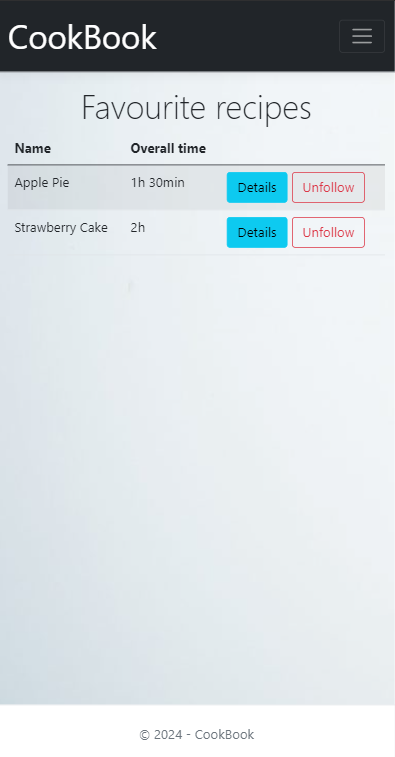 CookBook
Favourite recipes
Name Overall time
Apple Pie 1h 30min Details Unfollow
Strawberry Cake 2h Details Unfollow
© 2024 - CookBook